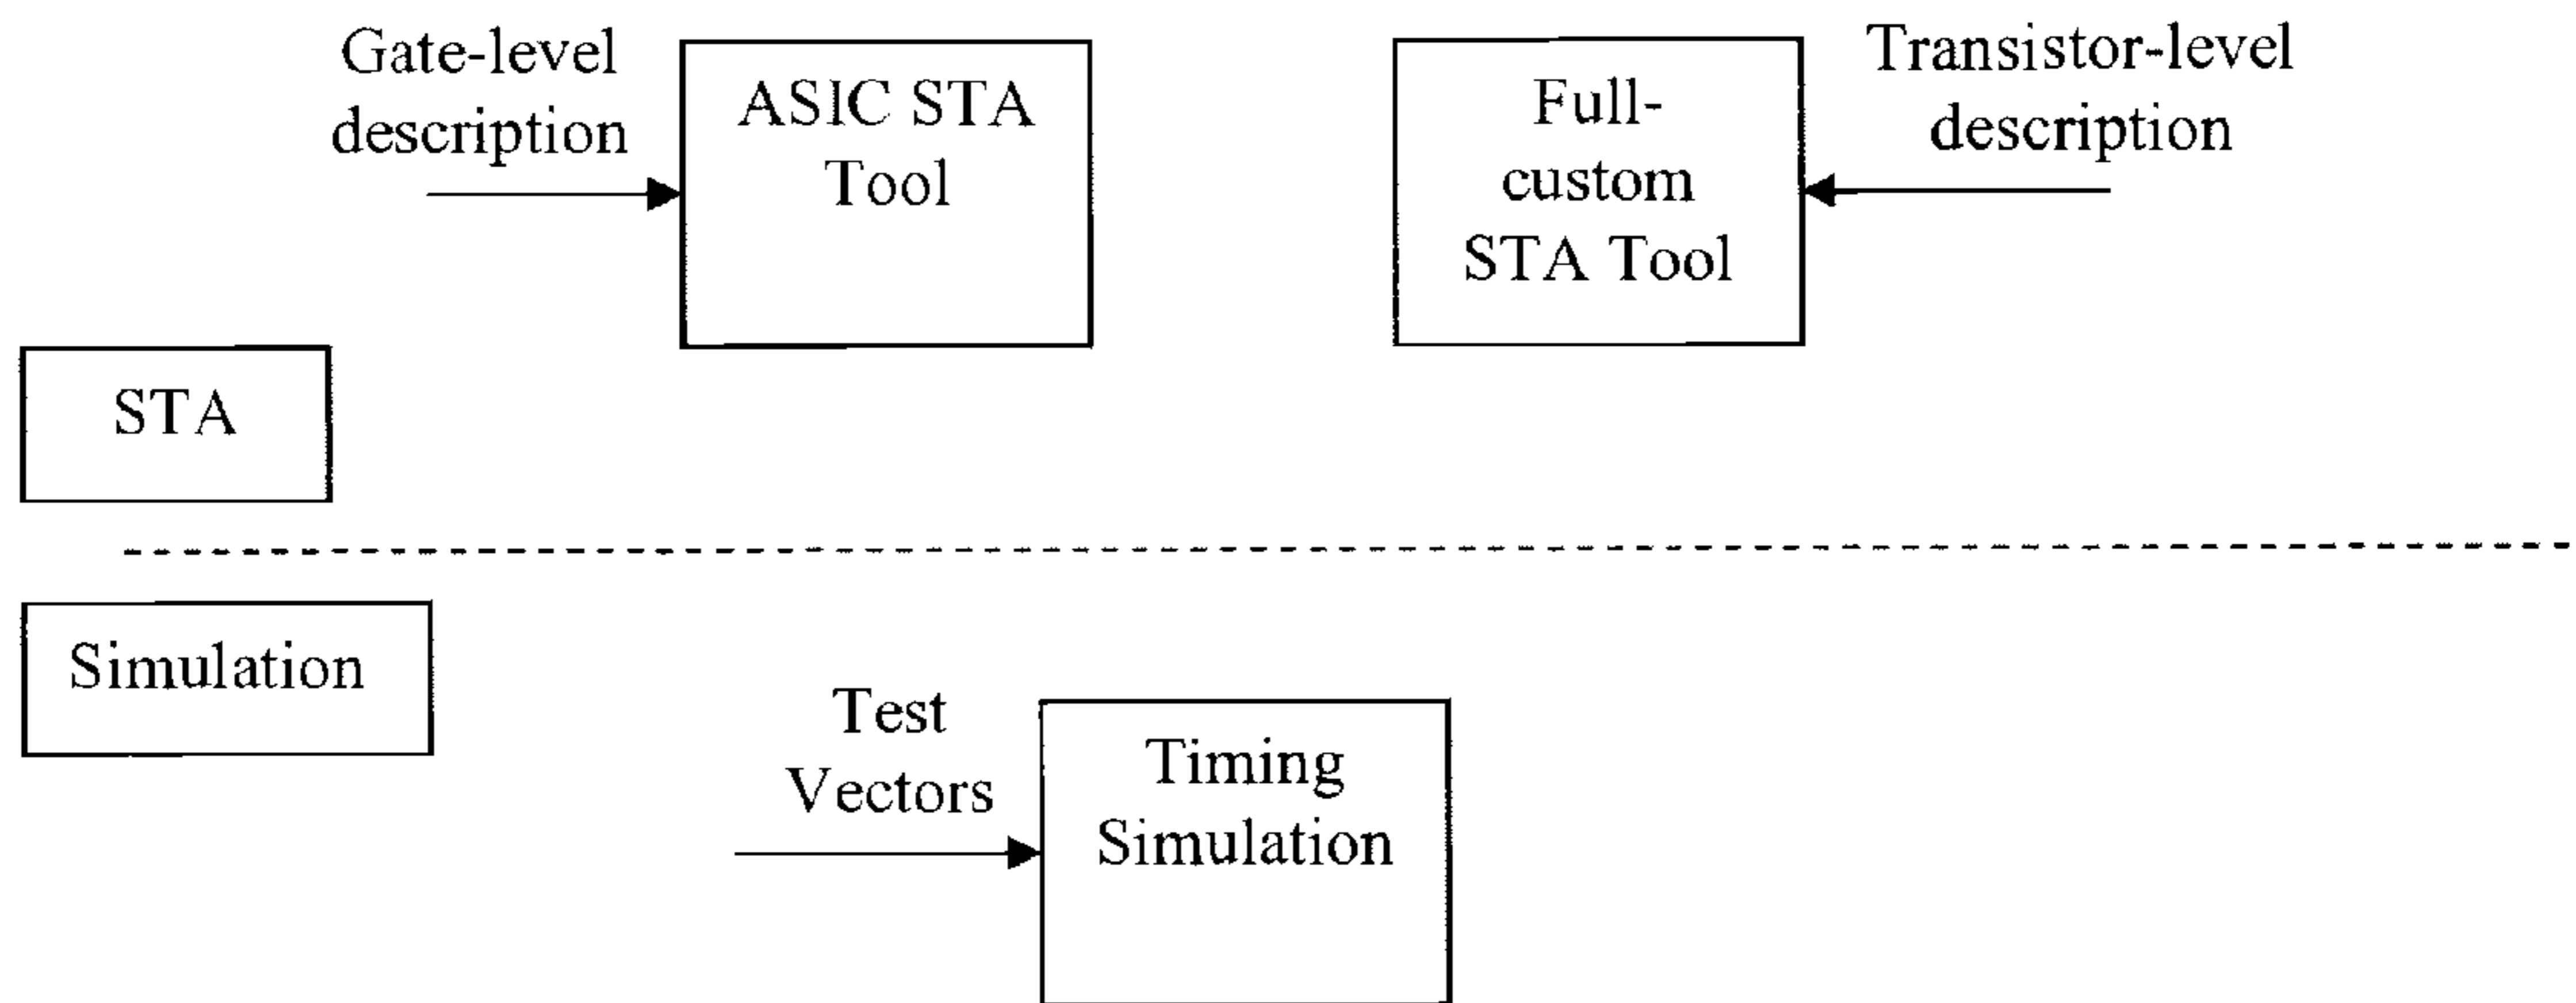 Gate-level
description
ASIC STA
Tool
Full-
custom
STA Tool
Transistor-level
description
STA
Simulation
Test
Vectors
Timing
Simulation